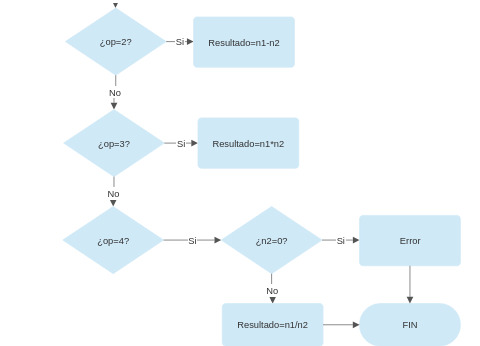 ¿op=2?
Si
Resultado=n1-n2
No
¿op=3?
Si
Resultado=n1*n2
No
¿op=4?
Si
¿n2=0?
Si
Error
No
Resultado=n1/n2
FIN